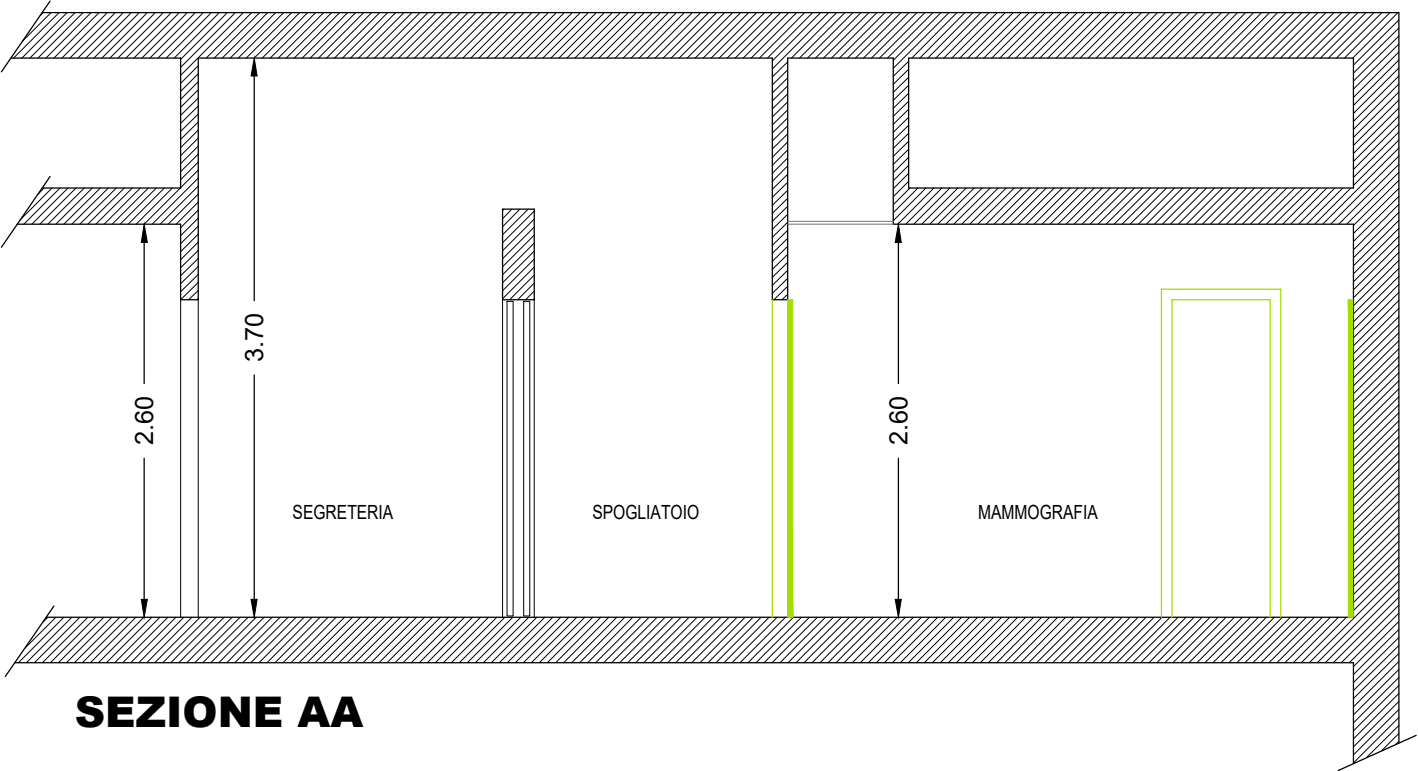 3.70
2.60
2.60
SEGRETERIA
SPOGLIATOIO
MAMMOGRAFIA
SEZIONE AA